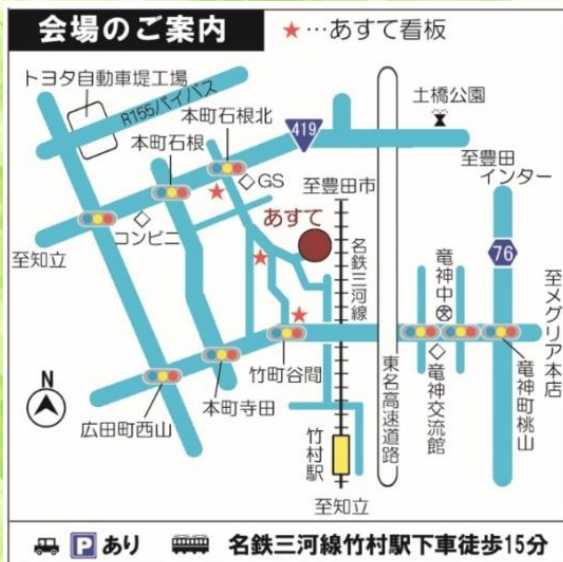 会場のご案内
★…あすて看板
トヨタ自動車堤工場
R155バイパス
本町石根北
本町石根
419
土橋公園
至豊田
インター
◇GS
至豊田市
あすて
コンビニ
至知立
名鉄三河線
竜神中文
76
至メグリア本店
竹町谷間
本町寺田
広田町西山
N
竹村駅
東名高速道路
◇竜神交流館
竜神町桃山
至知立
P あり
名鉄三河線竹村駅下車徒歩15分